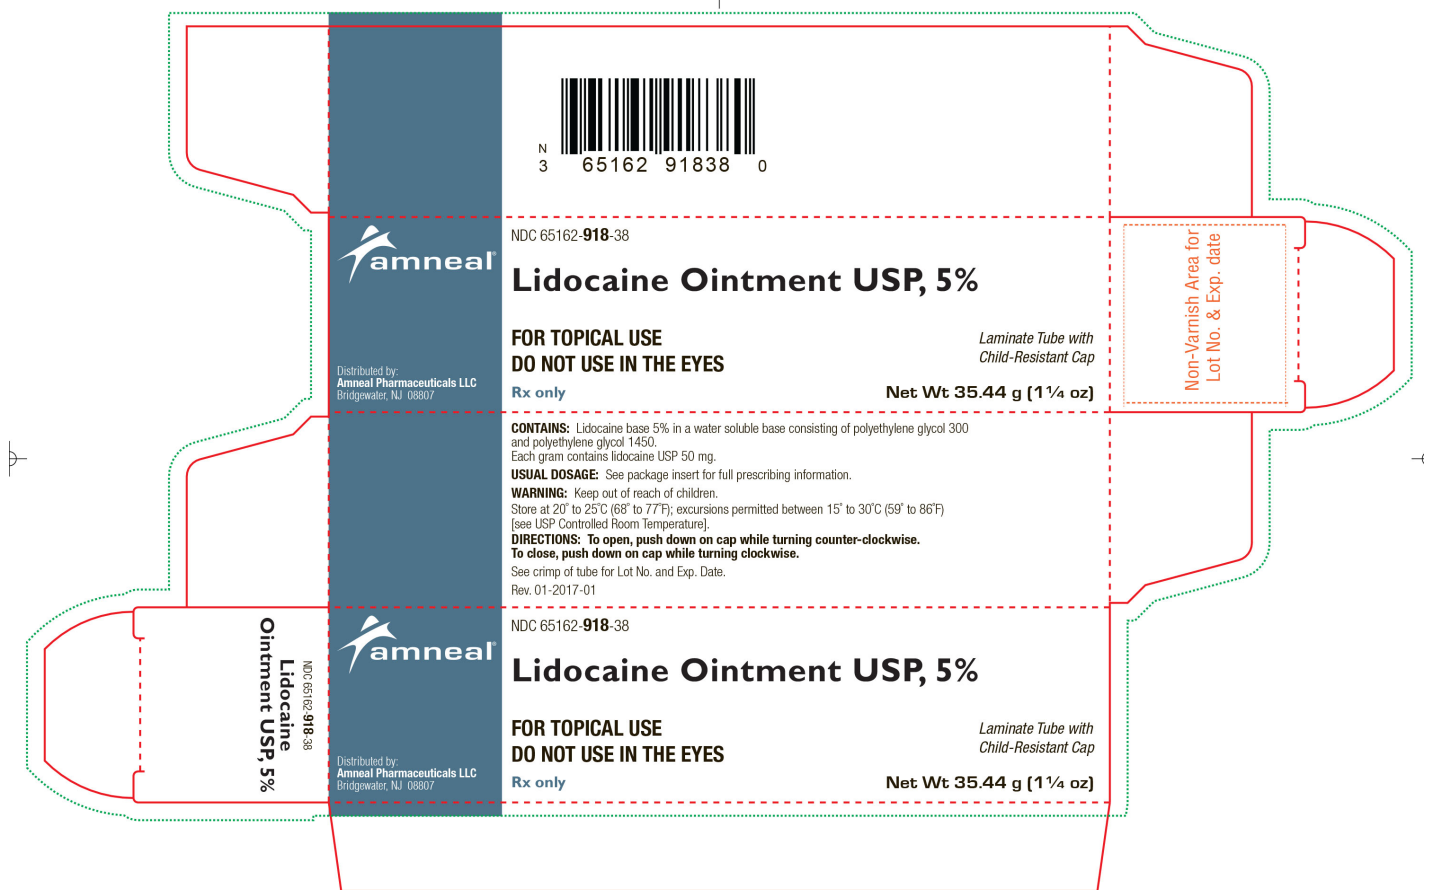 N
3 65162 91838 0
amneal®
NDC 65162-918-38
Lidocaine Ointment USP, 5%
FOR TOPICAL USE
DO NOT USE IN THE EYES
Laminate Tube with
Child-Resistant Cap
Distributed by:
Amneal Pharmaceuticals LLC
Bridgewater, NJ 08807
Rx only
Net Wt 35.44 g (1¼ oz)
Non-Varnish Area for
Lot No. & Exp. date
CONTAINS: Lidocaine base 5% in a water soluble base consisting of polyethylene glycol 300
and polyethylene glycol 1450.
Each gram contains lidocaine USP 50 mg.
USUAL DOSAGE: See package insert for full prescribing information.
WARNING: Keep out of reach of children.
Store at 20˚ to 25˚C (68˚ to 77˚F); excursions permitted between 15˚ to 30˚C (59˚ to 86˚F)
[see USP Controlled Room Temperature].
DIRECTIONS: To open, push down on cap while turning counter-clockwise.
To close, push down on cap while turning clockwise.
See crimp of tube for Lot No. and Exp. Date.
Rev. 01-2017-01
NDC 65162-918-38
Lidocaine
Ointment USP, 5%
amneal®
NDC 65162-918-38
Lidocaine Ointment USP, 5%
FOR TOPICAL USE
DO NOT USE IN THE EYES
Laminate Tube with
Child-Resistant Cap
Distributed by:
Amneal Pharmaceuticals LLC
Bridgewater, NJ 08807
Rx only
Net Wt 35.44 g (1¼ oz)